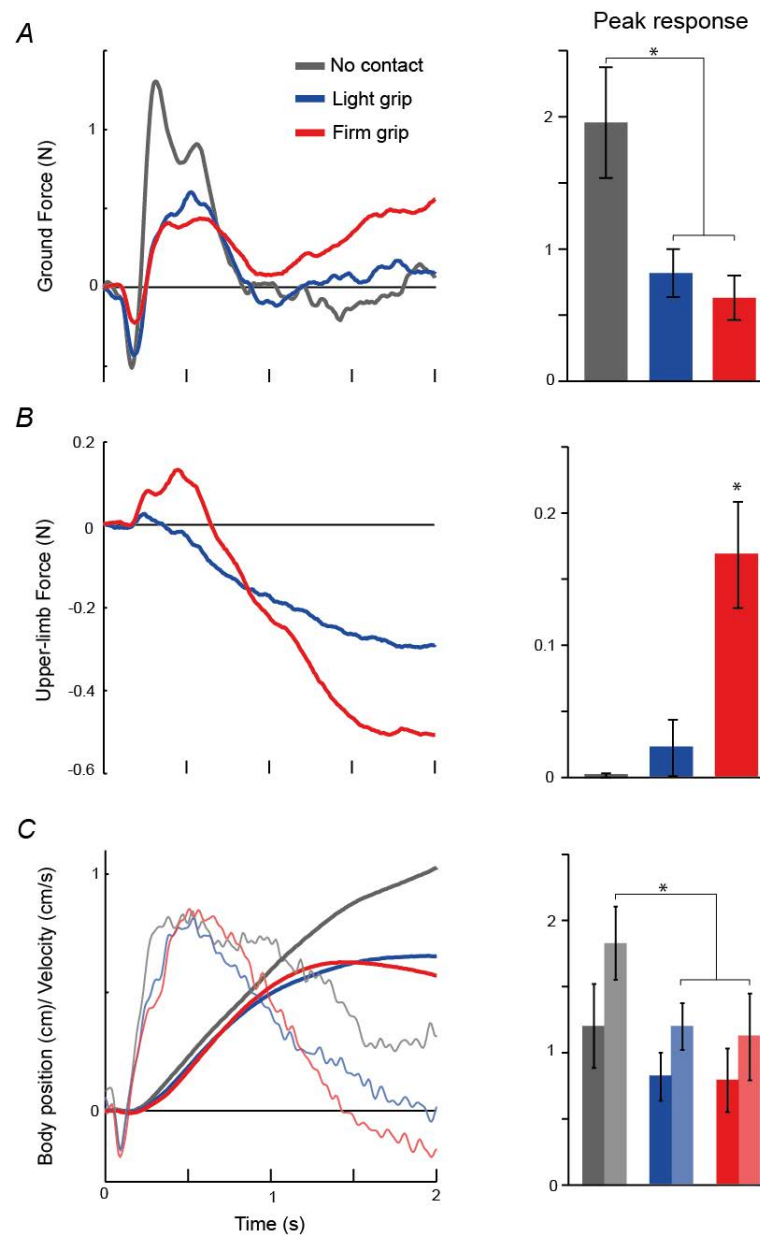 A
Peak response
No contact
Light grip
Firm grip
Ground Force (N)
1
0
*
2
1
0
B
Upper-limb Force (N)
0.2
0
-0.2
-0.4
-0.6
*
0.2
0.1
0
C
Body position (cm)/ Velocity (cm/s)
1
0
0
1
2
Time (s)
*
2
1
0